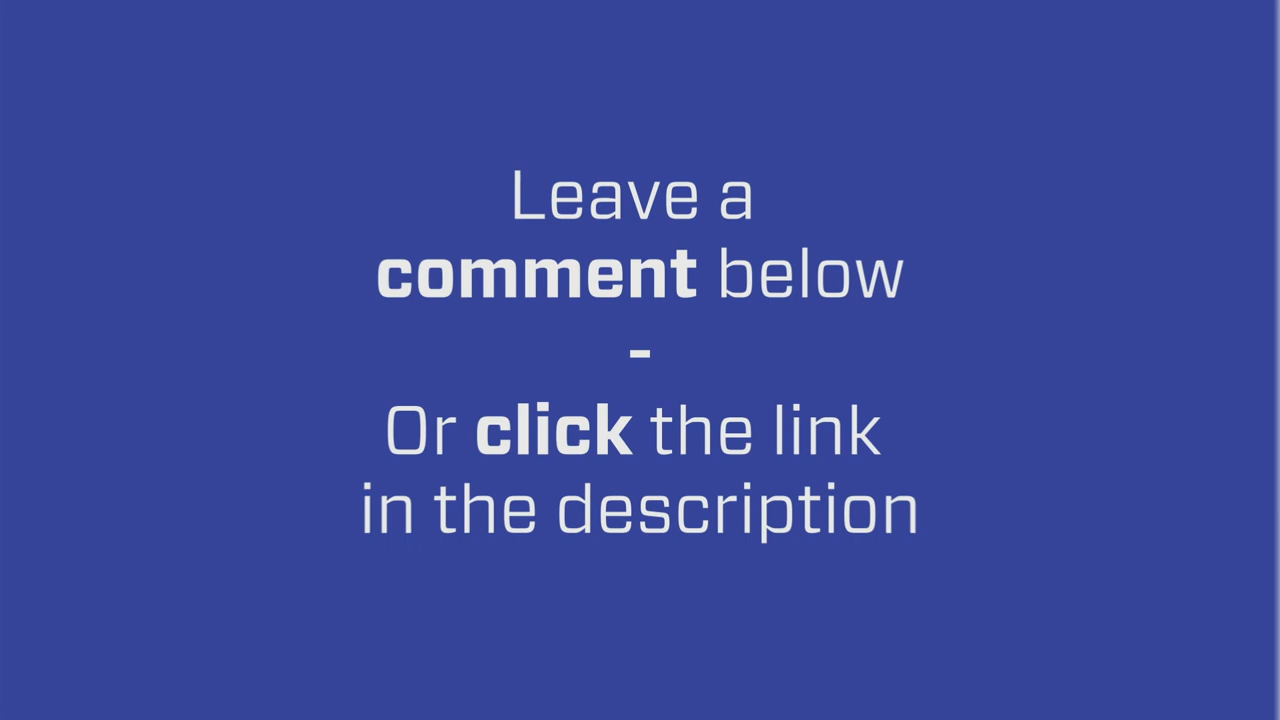 Leave a
comment below
-
Or click the link
in the description